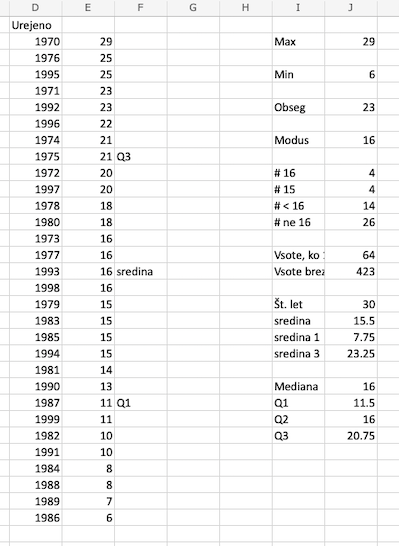 D E F G H I J
Urejeno
1970 29 Max 29
1976 25
1995 25 Min 6
1971 23
1992 23 Obseg 23
1996 22
1974 21 Modus 16
1975 21 Q3
1972 20 # 16 4
1997 20 # 15 4
1978 18 # < 16 14
1980 18 # ne 16 26
1973 16
1977 16 Vsote, ko 64
1993 16 sredina Vsote brez 423
1998 16
1979 15 Št. let 30
1983 15 sredina 15.5
1985 15 sredina 1 7.75
1994 15 sredina 3 23.25
1981 14
1990 13 Mediana 16
1987 11 Q1 Q1 11.5
1999 11 Q2 16
1982 10 Q3 20.75
1991 10
1984 8
1988 8
1989 7
1986 6